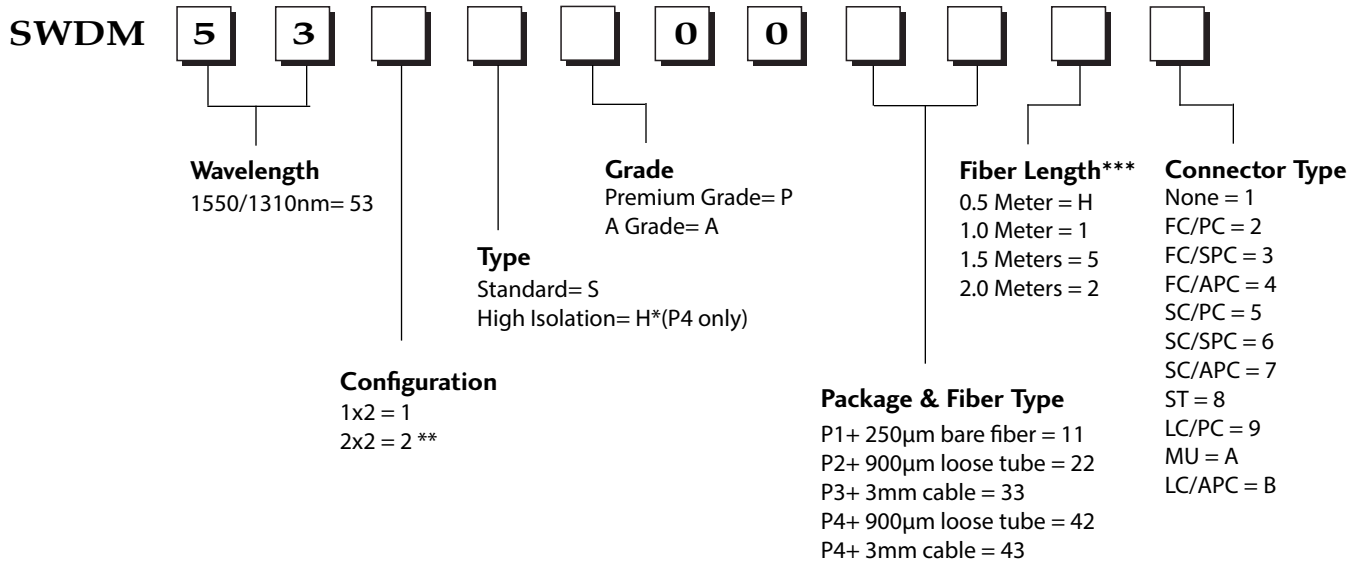 SWDM 5 3 0 0
Wavelength
1550/1310nm= 53
Configuration
1x2 = 1
2x2 = 2 **
Type
Standard= S
High Isolation= H*(P4 only)
Grade
Premium Grade= P
A Grade= A
Package & Fiber Type
P1+ 250µm bare fiber = 11
P2+ 900µm loose tube = 22
P3+ 3mm cable = 33
P4+ 900µm loose tube = 42
P4+ 3mm cable = 43
Fiber Length***
0.5 Meter = H
1.0 Meter = 1
1.5 Meters = 5
2.0 Meters = 2
Connector Type
None = 1
FC/PC = 2
FC/SPC = 3
FC/APC = 4
SC/PC = 5
SC/SPC = 6
SC/APC = 7
ST = 8
LC/PC = 9
MU = A
LC/APC = B